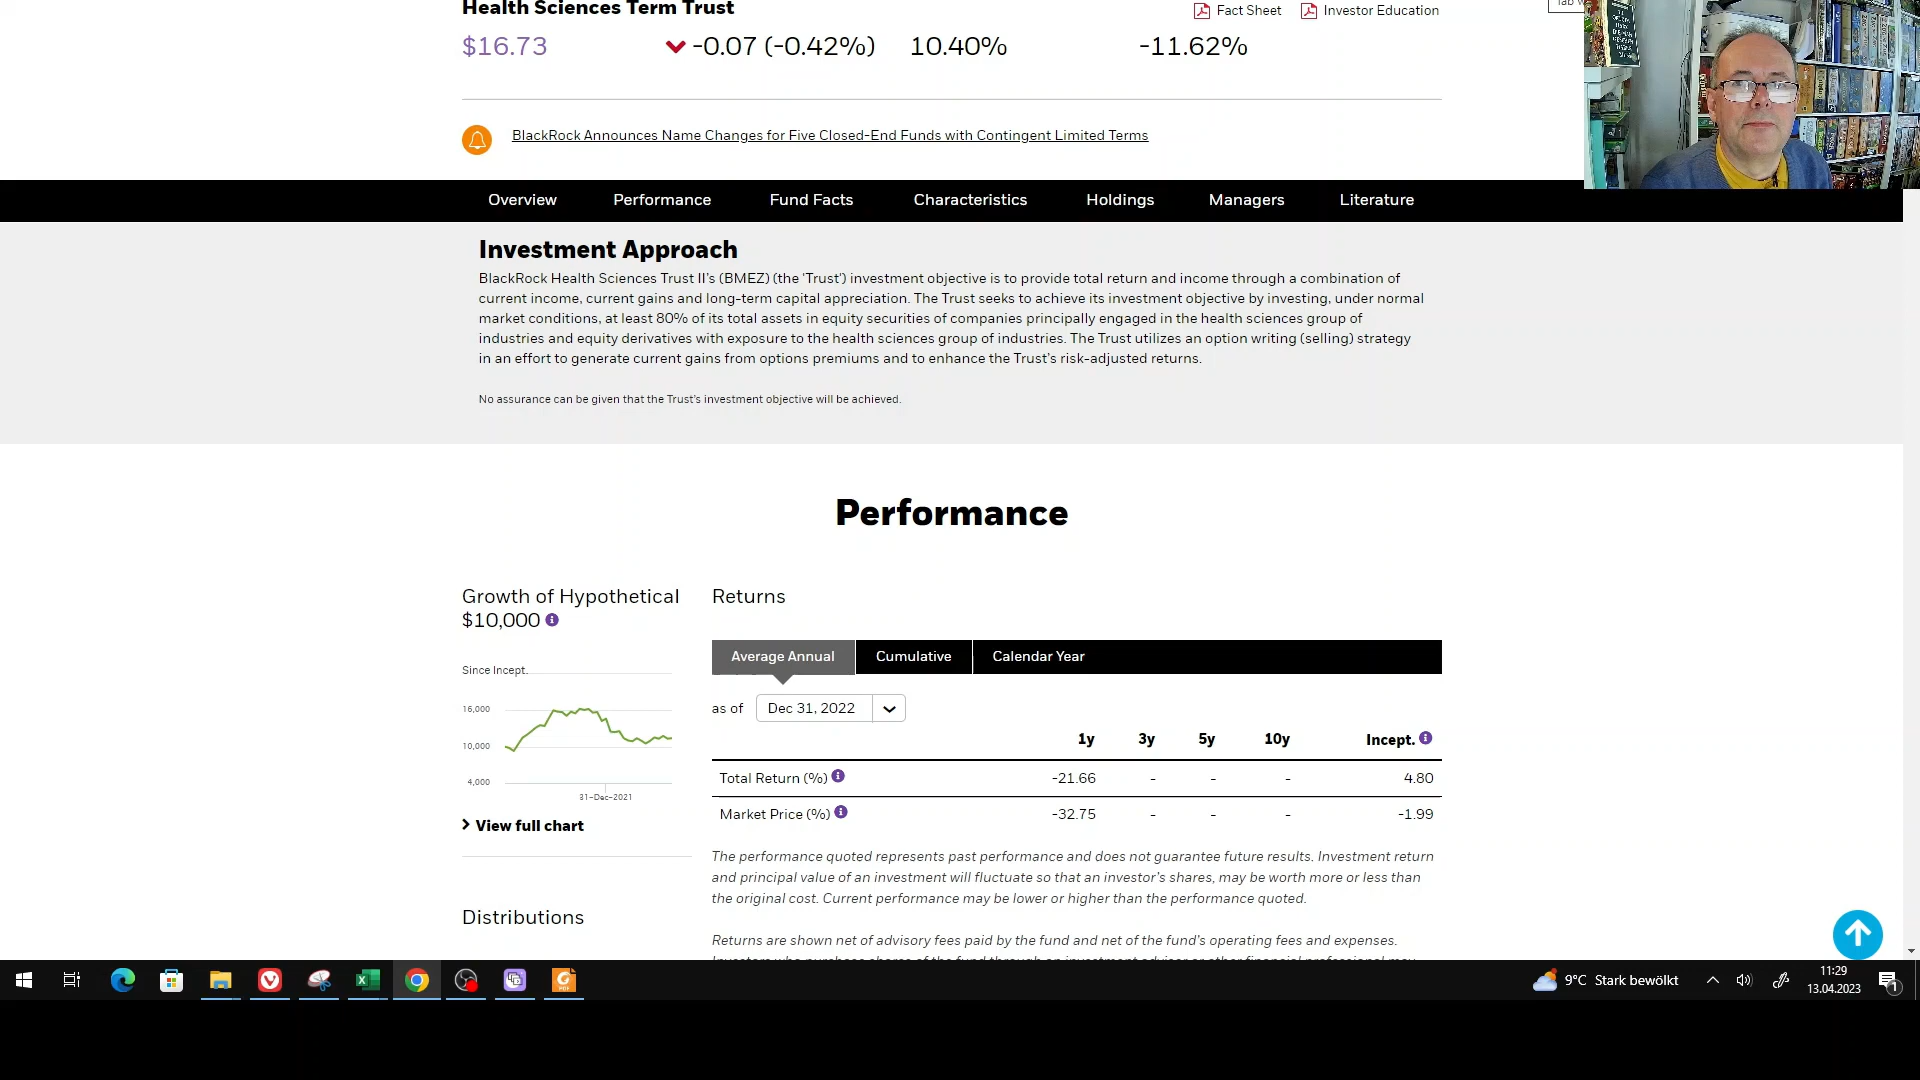 Health Sciences Term Trust
Fact Sheet
Investor Education
$16.73
-0.07 (-0.42%)
10.40%
-11.62%
BlackRock Announces Name Changes for Five Closed-End Funds with Contingent Limited Terms
Overview
Performance
Fund Facts
Characteristics
Holdings
Managers
Literature
Investment Approach
BlackRock Health Sciences Trust II's (BMEZ) (the 'Trust') investment objective is to provide total return and income through a combination of
current income, current gains and long-term capital appreciation. The Trust seeks to achieve its investment objective by investing, under normal
market conditions, at least 80% of its total assets in equity securities of companies principally engaged in the health sciences group of
industries and equity derivatives with exposure to the health sciences group of industries. The Trust utilizes an option writing (selling) strategy
in an effort to generate current gains from options premiums and to enhance the Trust's risk-adjusted returns.
No assurance can be given that the Trust's investment objective will be achieved.
Performance
Growth of Hypothetical
$10,000
Since Incept.
16,000
10,000
4,000
31-Dec-2021
View full chart
Distributions
Returns
Average Annual
Cumulative
Calendar Year
as of
Dec 31, 2022
1y 3y 5y 10y Incept.
Total Return (%) -21.66 - - - 4.80
Market Price (%) -32.75 - - - -1.99
The performance quoted represents past performance and does not guarantee future results. Investment return
and principal value of an investment will fluctuate so that an investor's shares, may be worth more or less than
the original cost. Current performance may be lower or higher than the performance quoted.
Returns are shown net of advisory fees paid by the fund and net of the fund's operating fees and expenses.
9°C Stark bewölkt
11:29
13.04.2023
1